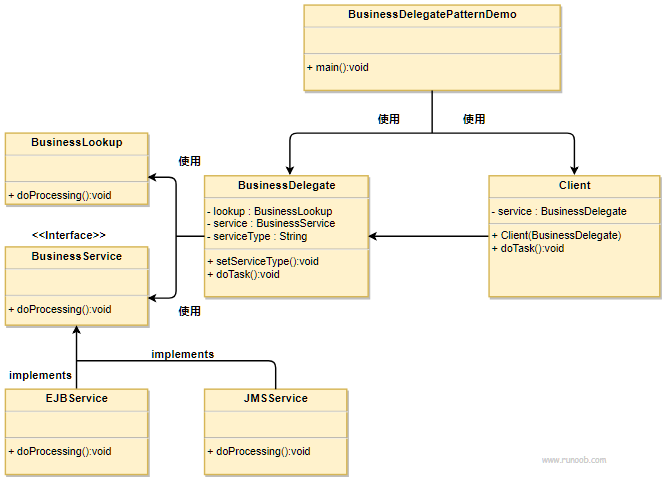 BusinessDelegatePatternDemo
+ main():void
使用
使用
BusinessLookup
+ doProcessing():void
使用
<<Interface>>
BusinessService
+ doProcessing():void
使用
BusinessDelegate
- lookup : BusinessLookup
- service : BusinessService
- serviceType : String
+ setServiceType():void
+ doTask():void
Client
- service : BusinessDelegate
+ Client(BusinessDelegate)
+ doTask():void
implements
implements
EJBService
+ doProcessing():void
JMSService
+ doProcessing():void
www.runoob.com